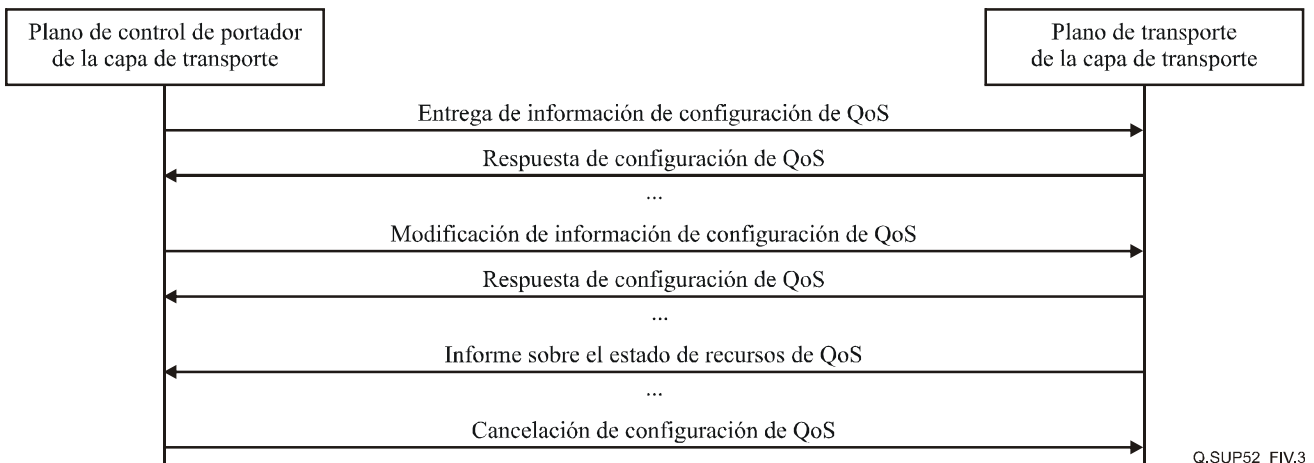 Plano de control de portador
de la capa de transporte
Plano de transporte
de la capa de transporte
Entrega de información de configuración de QoS
Respuesta de configuración de QoS
...
Modificación de información de configuración de QoS
Respuesta de configuración de QoS
...
Informe sobre el estado de recursos de QoS
...
Cancelación de configuración de QoS
Q.SUP52_FIV.3